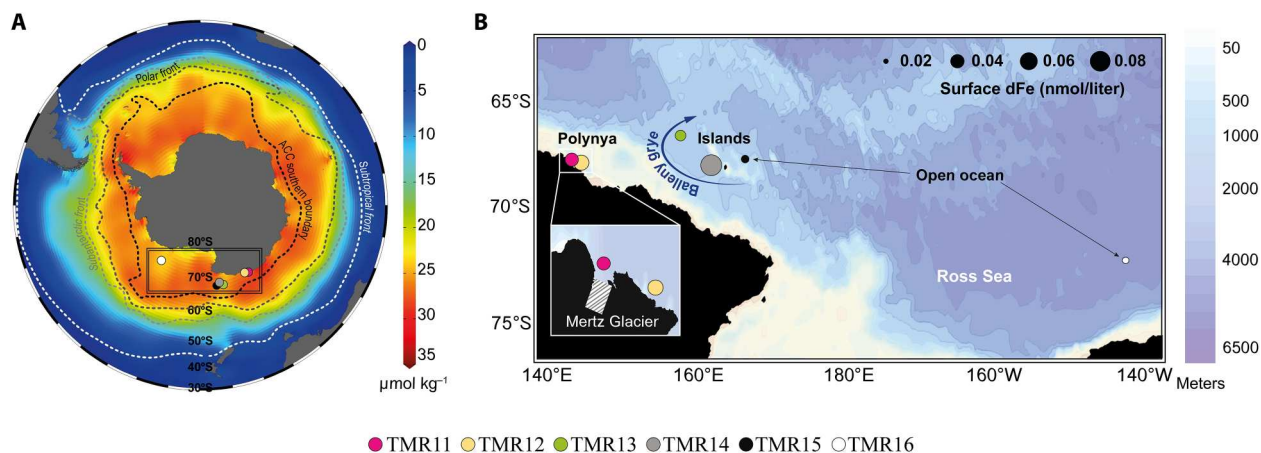 A
Polar front
ACC southern boundary
Subtropical front
Subantarctic front
80°S
70°S
60°S
50°S
40°S
30°S
0
5
10
15
20
25
30
35
µmol kg⁻¹
B
0.02 0.04 0.06 0.08
Surface dFe (nmol/liter)
65°S
70°S
75°S
Polynya
Islands
Balleny grye
Open ocean
Ross Sea
Mertz Glacier
140°E 160°E 180°E 160°W 140°W
50
500
1000
2000
4000
6500
Meters
TMR11 TMR12 TMR13 TMR14 TMR15 TMR16